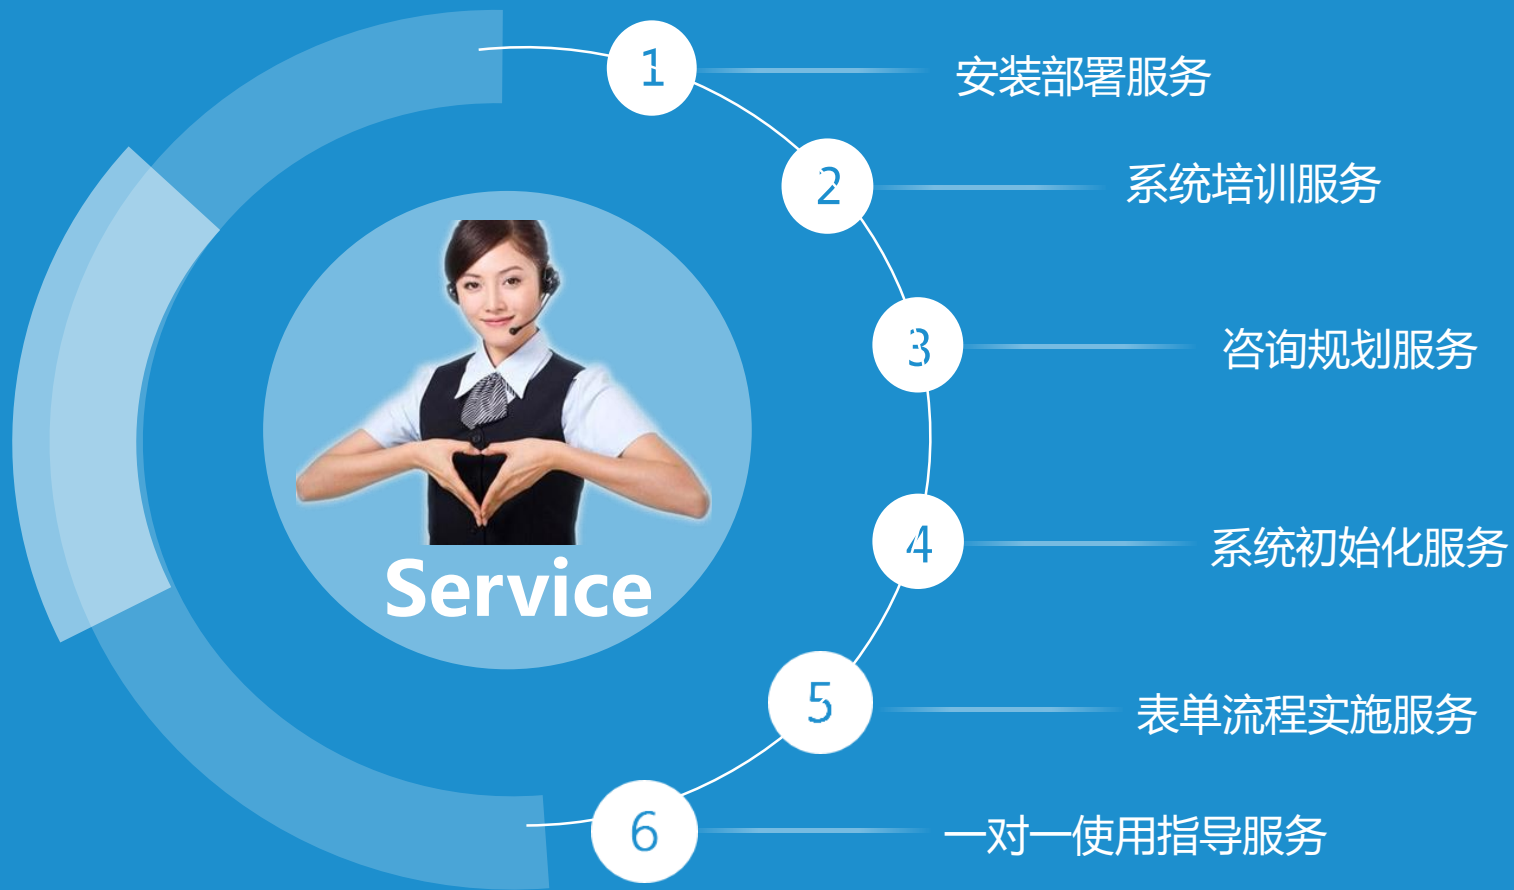 1
安装部署服务
2
系统培训服务
3
咨询规划服务
4
系统初始化服务
5
表单流程实施服务
6
一对一使用指导服务
Service